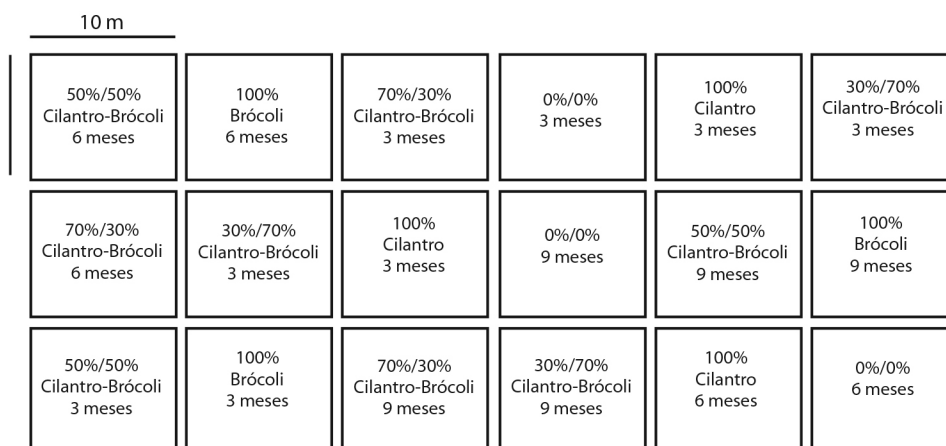 10 m
50%/50%
Cilantro-Brócoli
6 meses
100%
Brócoli
6 meses
70%/30%
Cilantro-Brócoli
3 meses
0%/0%
3 meses
100%
Cilantro
3 meses
30%/70%
Cilantro-Brócoli
3 meses
70%/30%
Cilantro-Brócoli
6 meses
30%/70%
Cilantro-Brócoli
3 meses
100%
Cilantro
3 meses
0%/0%
9 meses
50%/50%
Cilantro-Brócoli
9 meses
100%
Brócoli
9 meses
50%/50%
Cilantro-Brócoli
3 meses
100%
Brócoli
3 meses
70%/30%
Cilantro-Brócoli
9 meses
30%/70%
Cilantro-Brócoli
9 meses
100%
Cilantro
6 meses
0%/0%
6 meses